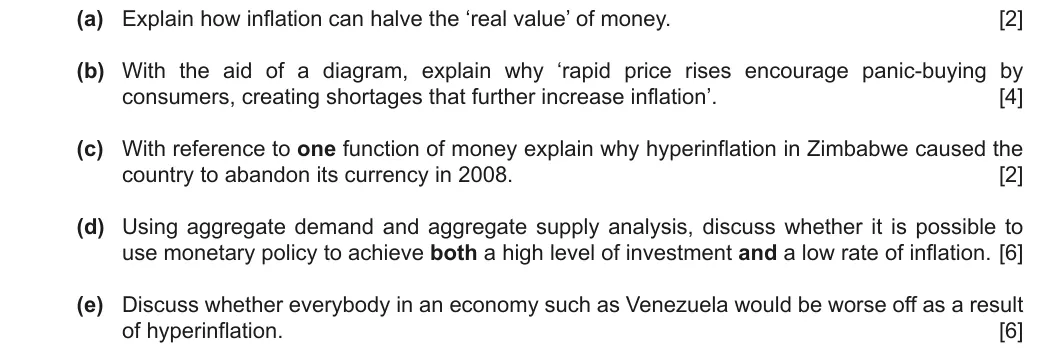 (a) Explain how inflation can halve the ‘real value’ of money. [2]
(b) With the aid of a diagram, explain why ‘rapid price rises encourage panic-buying by
consumers, creating shortages that further increase inflation’. [4]
(c) With reference to one function of money explain why hyperinflation in Zimbabwe caused the
country to abandon its currency in 2008. [2]
(d) Using aggregate demand and aggregate supply analysis, discuss whether it is possible to
use monetary policy to achieve both a high level of investment and a low rate of inflation. [6]
(e) Discuss whether everybody in an economy such as Venezuela would be worse off as a result
of hyperinflation. [6]